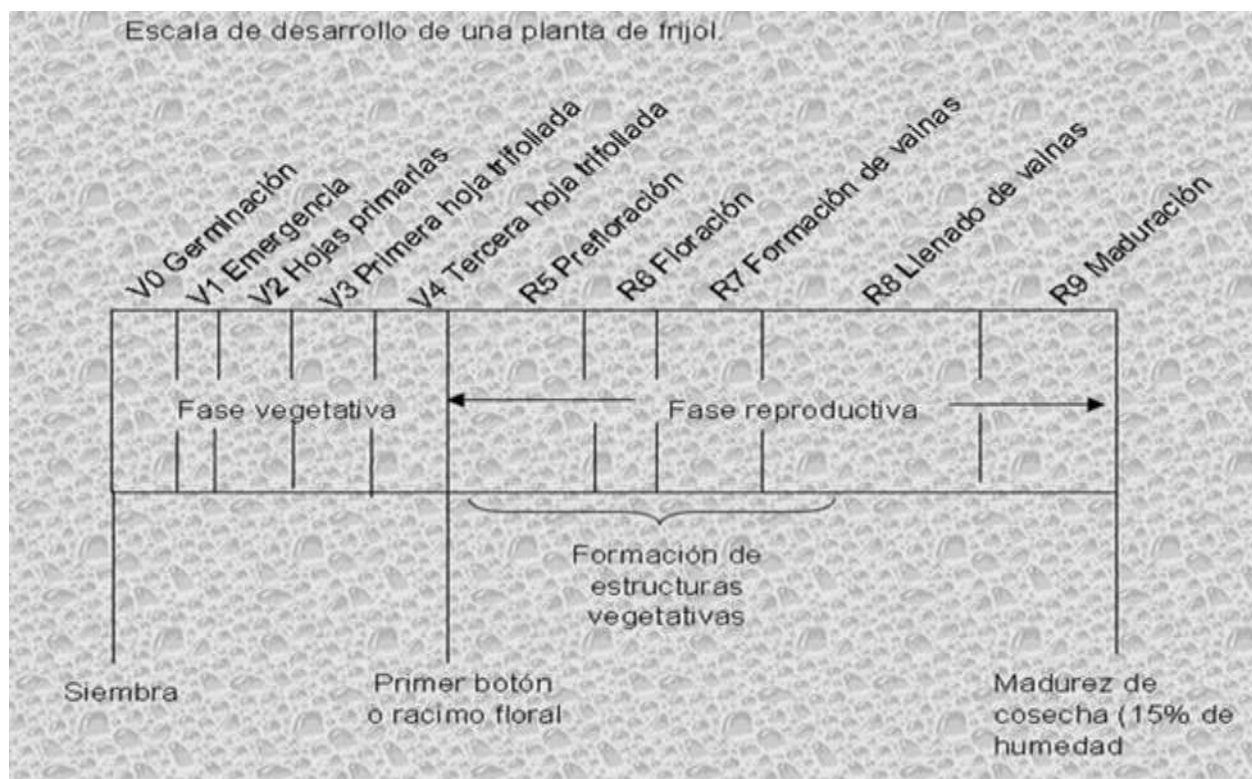 Escala de desarrollo de una planta de frijol.
V0 Germinación
V1 Emergencia
V2 Hojas primarias
V3 Primera hoja trifoliada
V4 Tercera hoja trifoliada
R5 Prefloración
R6 Floración
R7 Formación de vainas
R8 Llenado de vainas
R9 Maduración
Fase vegetativa
Fase reproductiva
Formación de
estructuras
vegetativas
Siembra
Primer botón
o racimo floral
Madurez de
cosecha (15% de
humedad